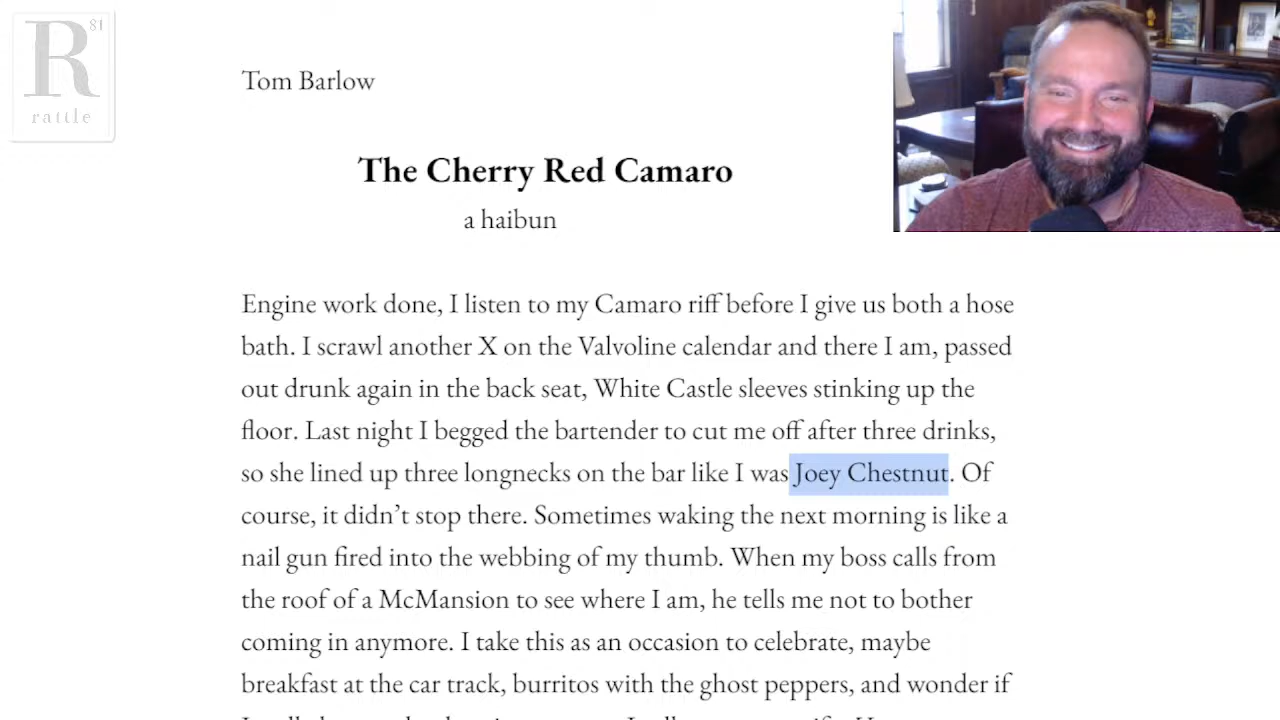 R 81
rattle
Tom Barlow
The Cherry Red Camaro
a haibun
Engine work done, I listen to my Camaro riff before I give us both a hose
bath. I scrawl another X on the Valvoline calendar and there I am, passed
out drunk again in the back seat, White Castle sleeves stinking up the
floor. Last night I begged the bartender to cut me off after three drinks,
so she lined up three longnecks on the bar like I was Joey Chestnut. Of
course, it didn’t stop there. Sometimes waking the next morning is like a
nail gun fired into the webbing of my thumb. When my boss calls from
the roof of a McMansion to see where I am, he tells me not to bother
coming in anymore. I take this as an occasion to celebrate, maybe
breakfast at the car track, burritos with the ghost peppers, and wonder if